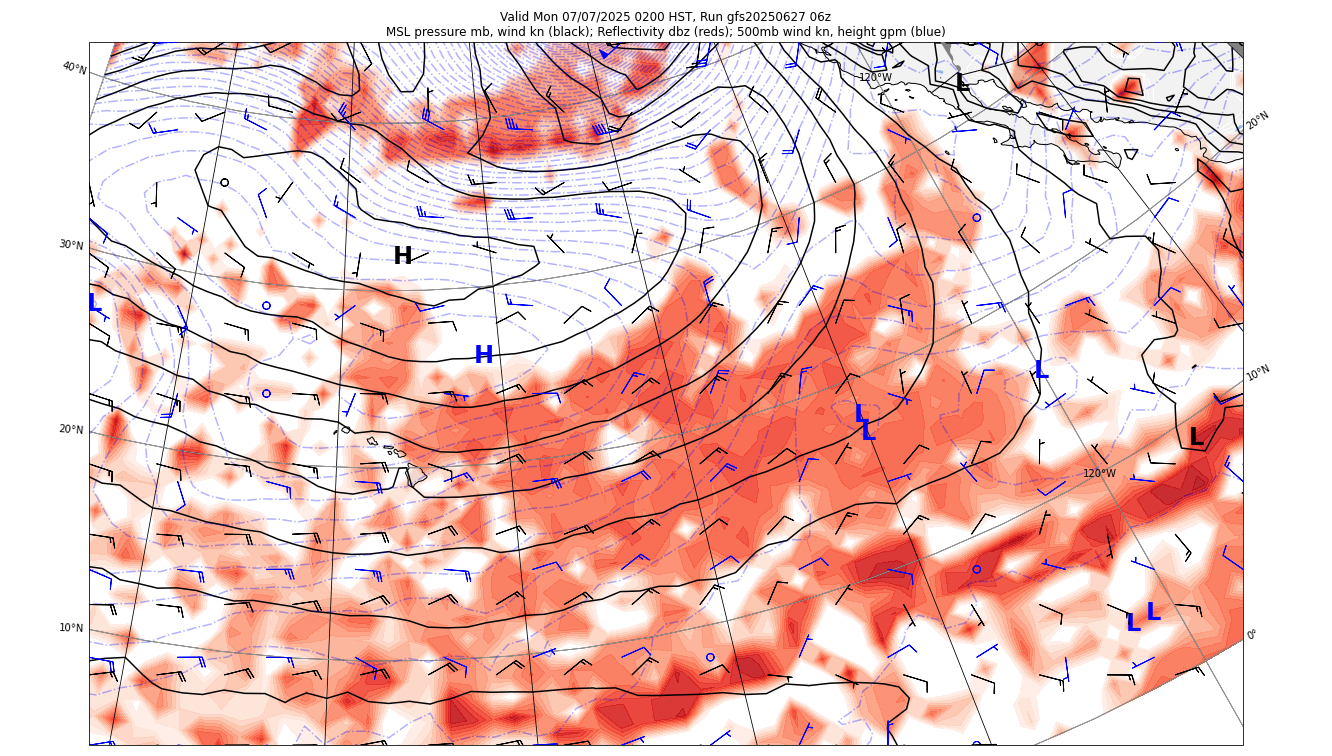 Valid Mon 07/07/2025 0200 HST, Run gfs20250627 06z
MSL pressure mb, wind kn (black); Reflectivity dbz (reds); 500mb wind kn, height gpm (blue)
40°N
120°W
L
20°N
30°N
H
L
H
L
10°N
L
L
20°N
L
120°W
10°N
L
L
0°